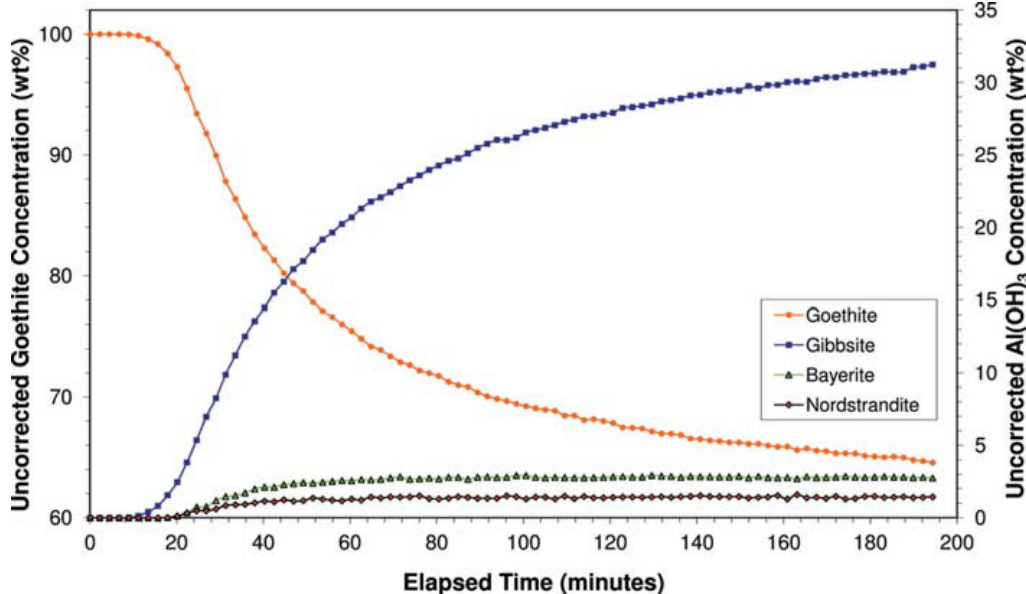 Uncorrected Goethite Concentration (wt%)
100
90
80
70
60
35
30
25
20
15
10
5
0
Uncorrected Al(OH)₃ Concentration (wt%)
Goethite
Gibbsite
Bayerite
Nordstrandite
0 20 40 60 80 100 120 140 160 180 200
Elapsed Time (minutes)